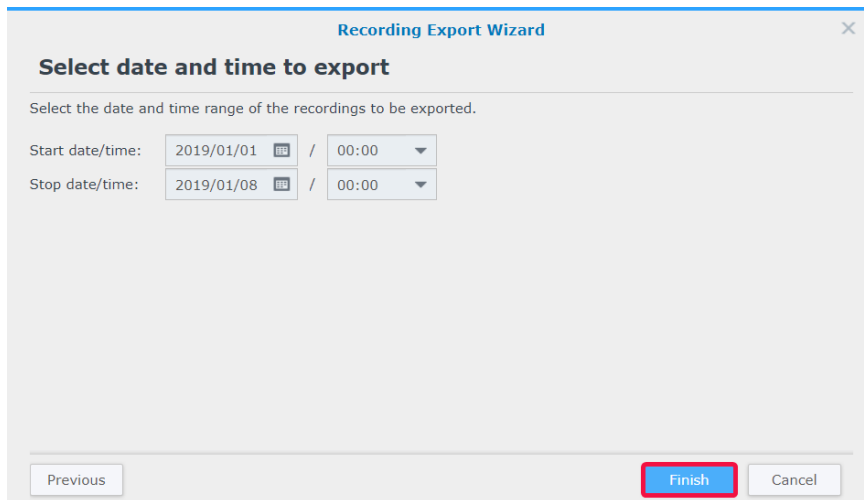 Recording Export Wizard
Select date and time to export
Select the date and time range of the recordings to be exported.
Start date/time: 2019/01/01 / 00:00
Stop date/time: 2019/01/08 / 00:00
Previous Finish Cancel